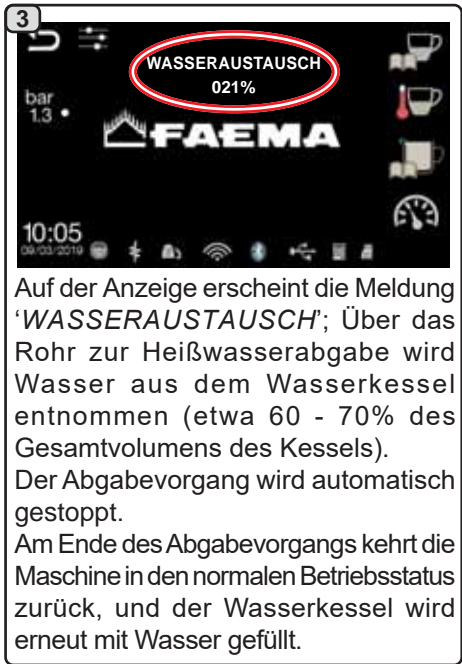 3
WASSERAUSTAUSCH
021%
bar
1.3
FAEMA
10:05
09/03/2019
Auf der Anzeige erscheint die Meldung
‘WASSERAUSTAUSCH’; Über das
Rohr zur Heißwasserabgabe wird
Wasser aus dem Wasserkessel
entnommen (etwa 60 - 70% des
Gesamtvolumens des Kessels).
Der Abgabevorgang wird automatisch
gestoppt.
Am Ende des Abgabevorgangs kehrt die
Maschine in den normalen Betriebsstatus
zurück, und der Wasserkessel wird
erneut mit Wasser gefüllt.